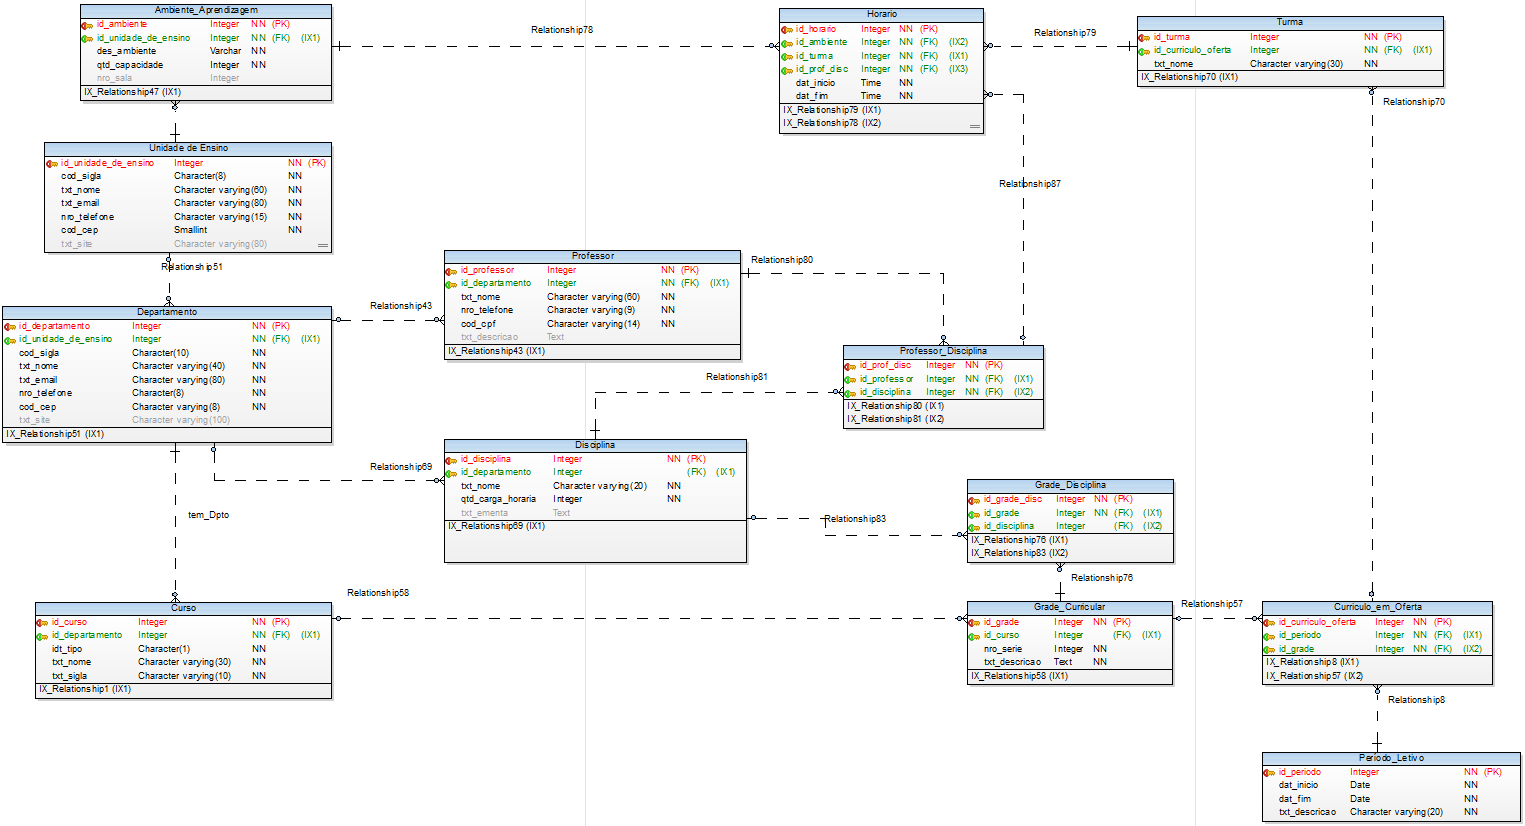 Ambiente_Aprendizagem
id_ambiente Integer NN (PK)
id_unidade_de_ensino Integer NN (FK) (IX1)
des_ambiente Varchar NN
qtd_capacidade Integer NN
nro_sala Integer
IX_Relationship47 (IX1)
Relationship78
Horario
id_horario Integer NN (PK)
id_ambiente Integer NN (FK) (IX2)
id_turma Integer NN (FK) (IX1)
id_prof_disc Integer NN (FK) (IX3)
dat_inicio Time NN
dat_fim Time NN
IX_Relationship79 (IX1)
IX_Relationship78 (IX2)
Relationship79
Turma
id_turma Integer NN (PK)
id_curriculo_oferta Integer NN (FK) (IX1)
txt_nome Character varying(30) NN
IX_Relationship70 (IX1)
Relationship70
Unidade de Ensino
id_unidade_de_ensino Integer NN (PK)
cod_sigla Character(8) NN
txt_nome Character varying(60) NN
txt_email Character varying(80) NN
nro_telefone Character varying(15) NN
cod_cep Smallint NN
txt_site Character varying(80)
Relationship87
Relationship51
Professor
id_professor Integer NN (PK)
id_departamento Integer NN (FK) (IX1)
txt_nome Character varying(60) NN
nro_telefone Character varying(9) NN
cod_cpf Character varying(14) NN
txt_descricao Text
IX_Relationship43 (IX1)
Relationship80
Relationship43
Departamento
id_departamento Integer NN (PK)
id_unidade_de_ensino Integer NN (FK) (IX1)
cod_sigla Character(10) NN
txt_nome Character varying(40) NN
txt_email Character varying(80) NN
nro_telefone Character(8) NN
cod_cep Character varying(8) NN
txt_site Character varying(100)
IX_Relationship51 (IX1)
Professor_Disciplina
id_prof_disc Integer NN (PK)
id_professor Integer NN (FK) (IX1)
id_disciplina Integer NN (FK) (IX2)
IX_Relationship80 (IX1)
IX_Relationship81 (IX2)
Relationship81
Relationship69
Disciplina
id_disciplina Integer NN (PK)
id_departamento Integer (FK) (IX1)
txt_nome Character varying(20) NN
qtd_carga_horaria Integer NN
txt_ementa Text
IX_Relationship69 (IX1)
tem_Dpto
Relationship83
Grade_Disciplina
id_grade_disc Integer NN (PK)
id_grade Integer NN (FK) (IX1)
id_disciplina Integer (FK) (IX2)
IX_Relationship76 (IX1)
IX_Relationship83 (IX2)
Relationship76
Relationship58
Relationship57
Curso
id_curso Integer NN (PK)
id_departamento Integer NN (FK) (IX1)
idt_tipo Character(1) NN
txt_nome Character varying(30) NN
txt_sigla Character varying(10) NN
IX_Relationship1 (IX1)
Grade_Curricular
id_grade Integer NN (PK)
id_curso Integer (FK) (IX1)
nro_serie Integer NN
txt_descricao Text NN
IX_Relationship58 (IX1)
Curriculo_em_Oferta
id_curriculo_oferta Integer NN (PK)
id_periodo Integer NN (FK) (IX1)
id_grade Integer NN (FK) (IX2)
IX_Relationship8 (IX1)
IX_Relationship57 (IX2)
Relationship8
Periodo_Letivo
id_periodo Integer NN (PK)
dat_inicio Date NN
dat_fim Date NN
txt_descricao Character varying(20) NN